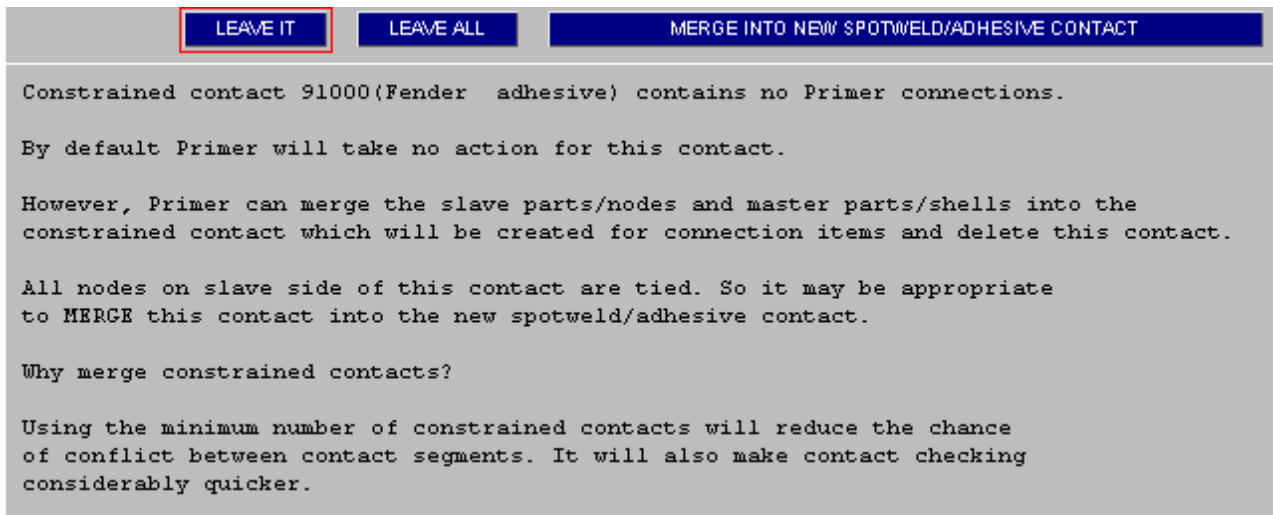 LEAVE IT LEAVE ALL MERGE INTO NEW SPOTWELD/ADHESIVE CONTACT
Constrained contact 91000(Fender  adhesive) contains no Primer connections.
By default Primer will take no action for this contact.
However, Primer can merge the slave parts/nodes and master parts/shells into the
constrained contact which will be created for connection items and delete this contact.
All nodes on slave side of this contact are tied. So it may be appropriate
to MERGE this contact into the new spotweld/adhesive contact.
Why merge constrained contacts?
Using the minimum number of constrained contacts will reduce the chance
of conflict between contact segments. It will also make contact checking
considerably quicker.